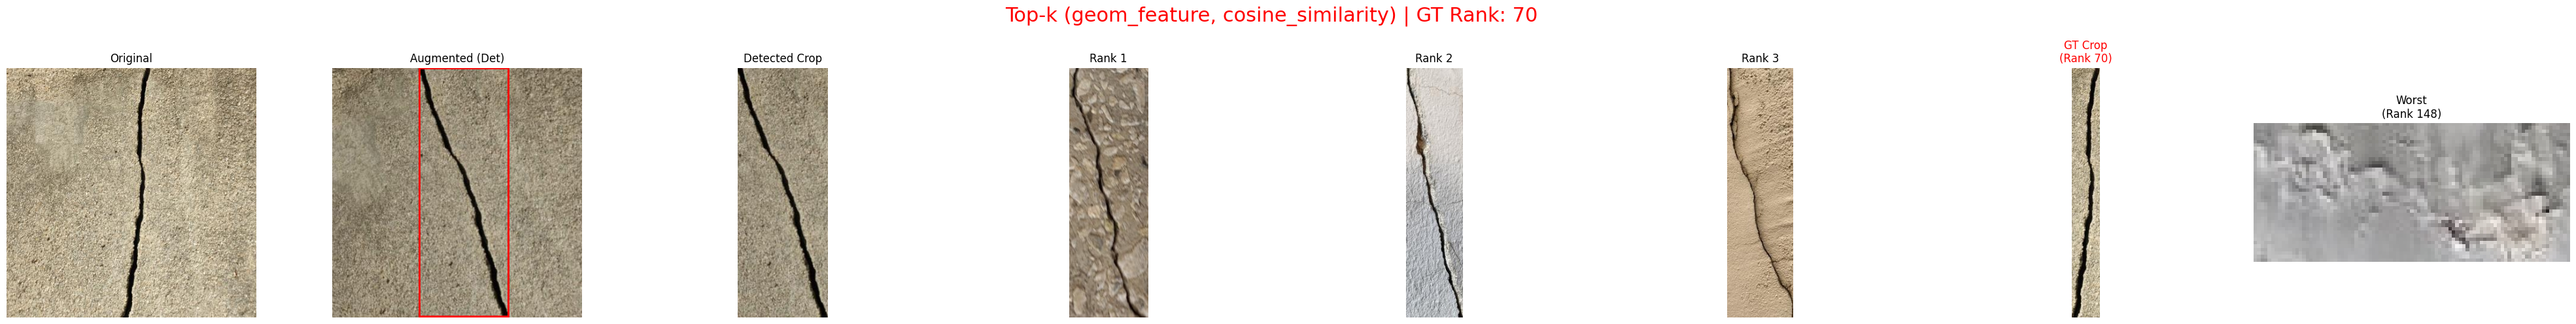 Top-k (geom_feature, cosine_similarity) | GT Rank: 70
Original
Augmented (Det)
Detected Crop
Rank 1
Rank 2
Rank 3
GT Crop
(Rank 70)
Worst
(Rank 148)